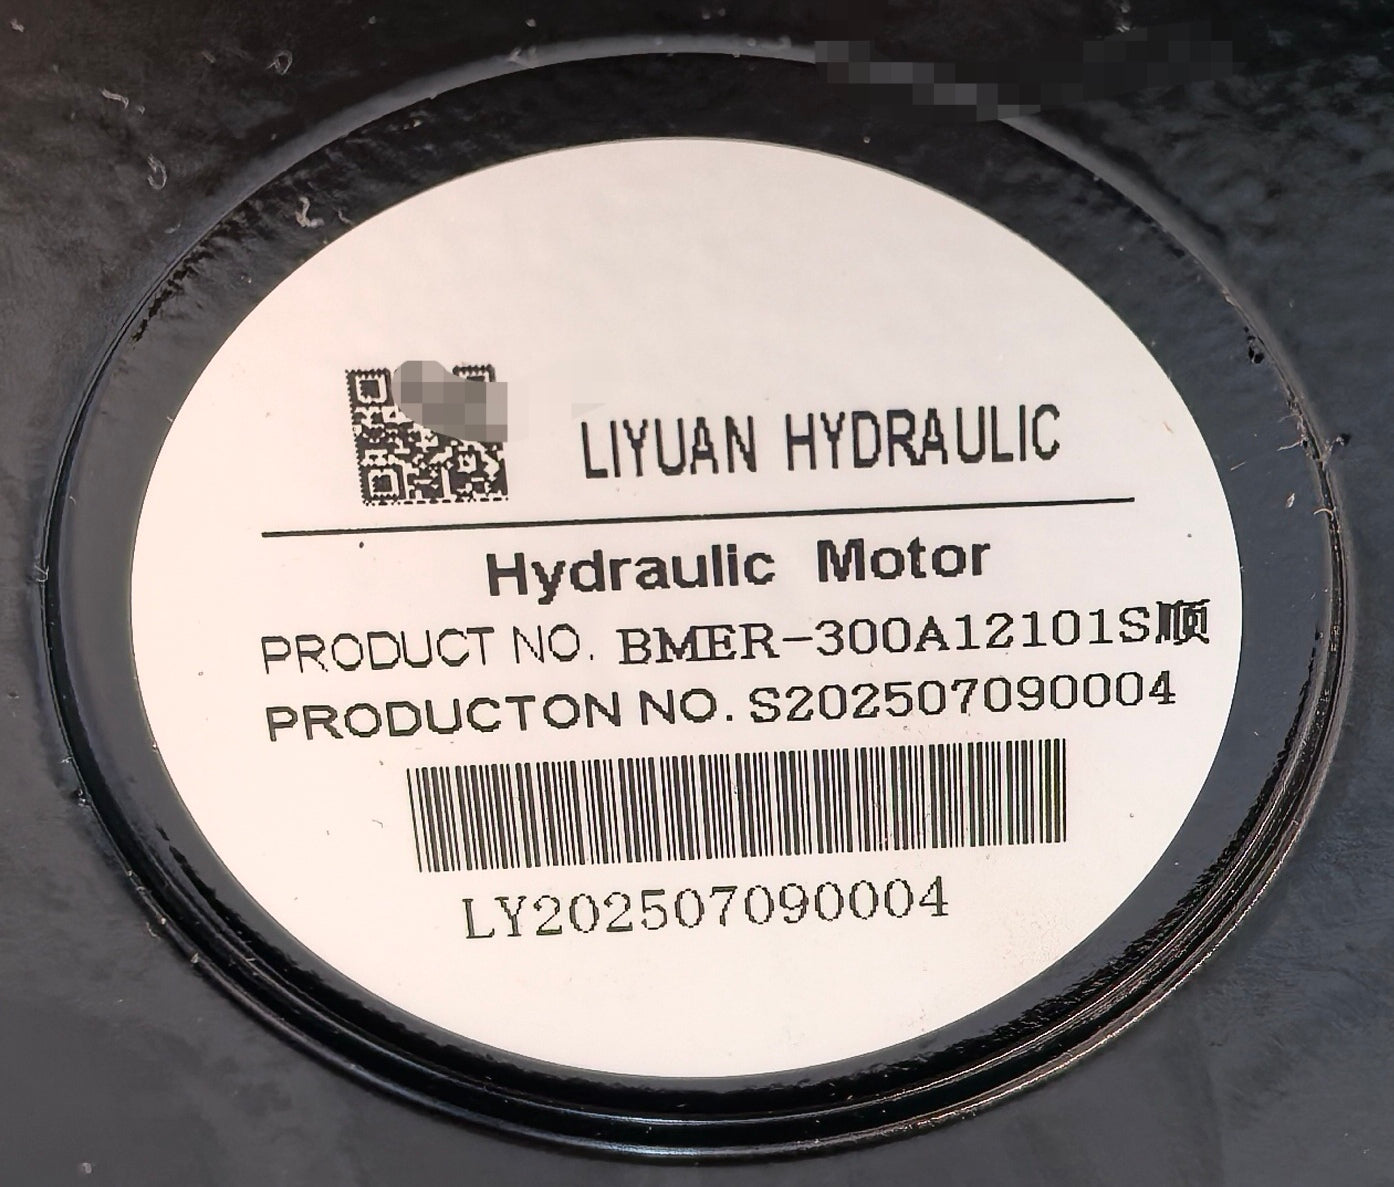 LIYUAN HYDRAULIC
Hydraulic Motor
PRODUCT NO. BMER-300A12101S顺
PRODUCTON NO. S202507090004
LY202507090004